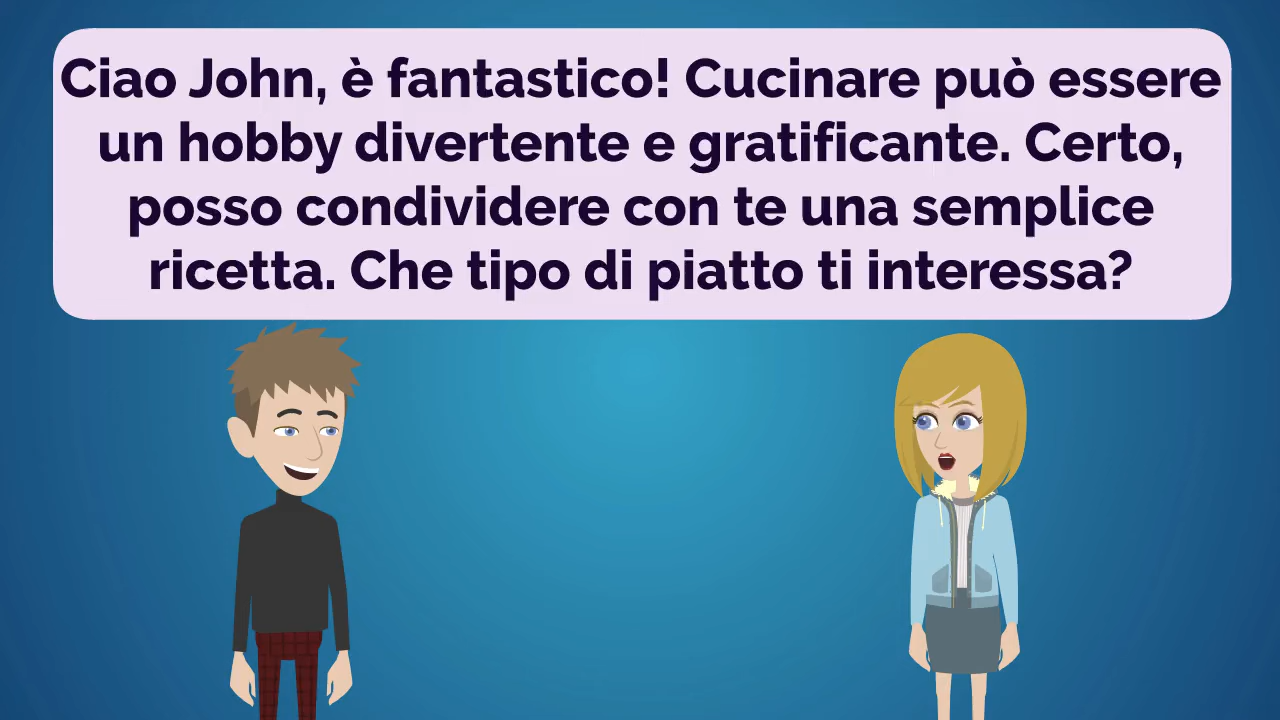 Ciao John, è fantastico! Cucinare può essere
un hobby divertente e gratificante. Certo,
posso condividere con te una semplice
ricetta. Che tipo di piatto ti interessa?